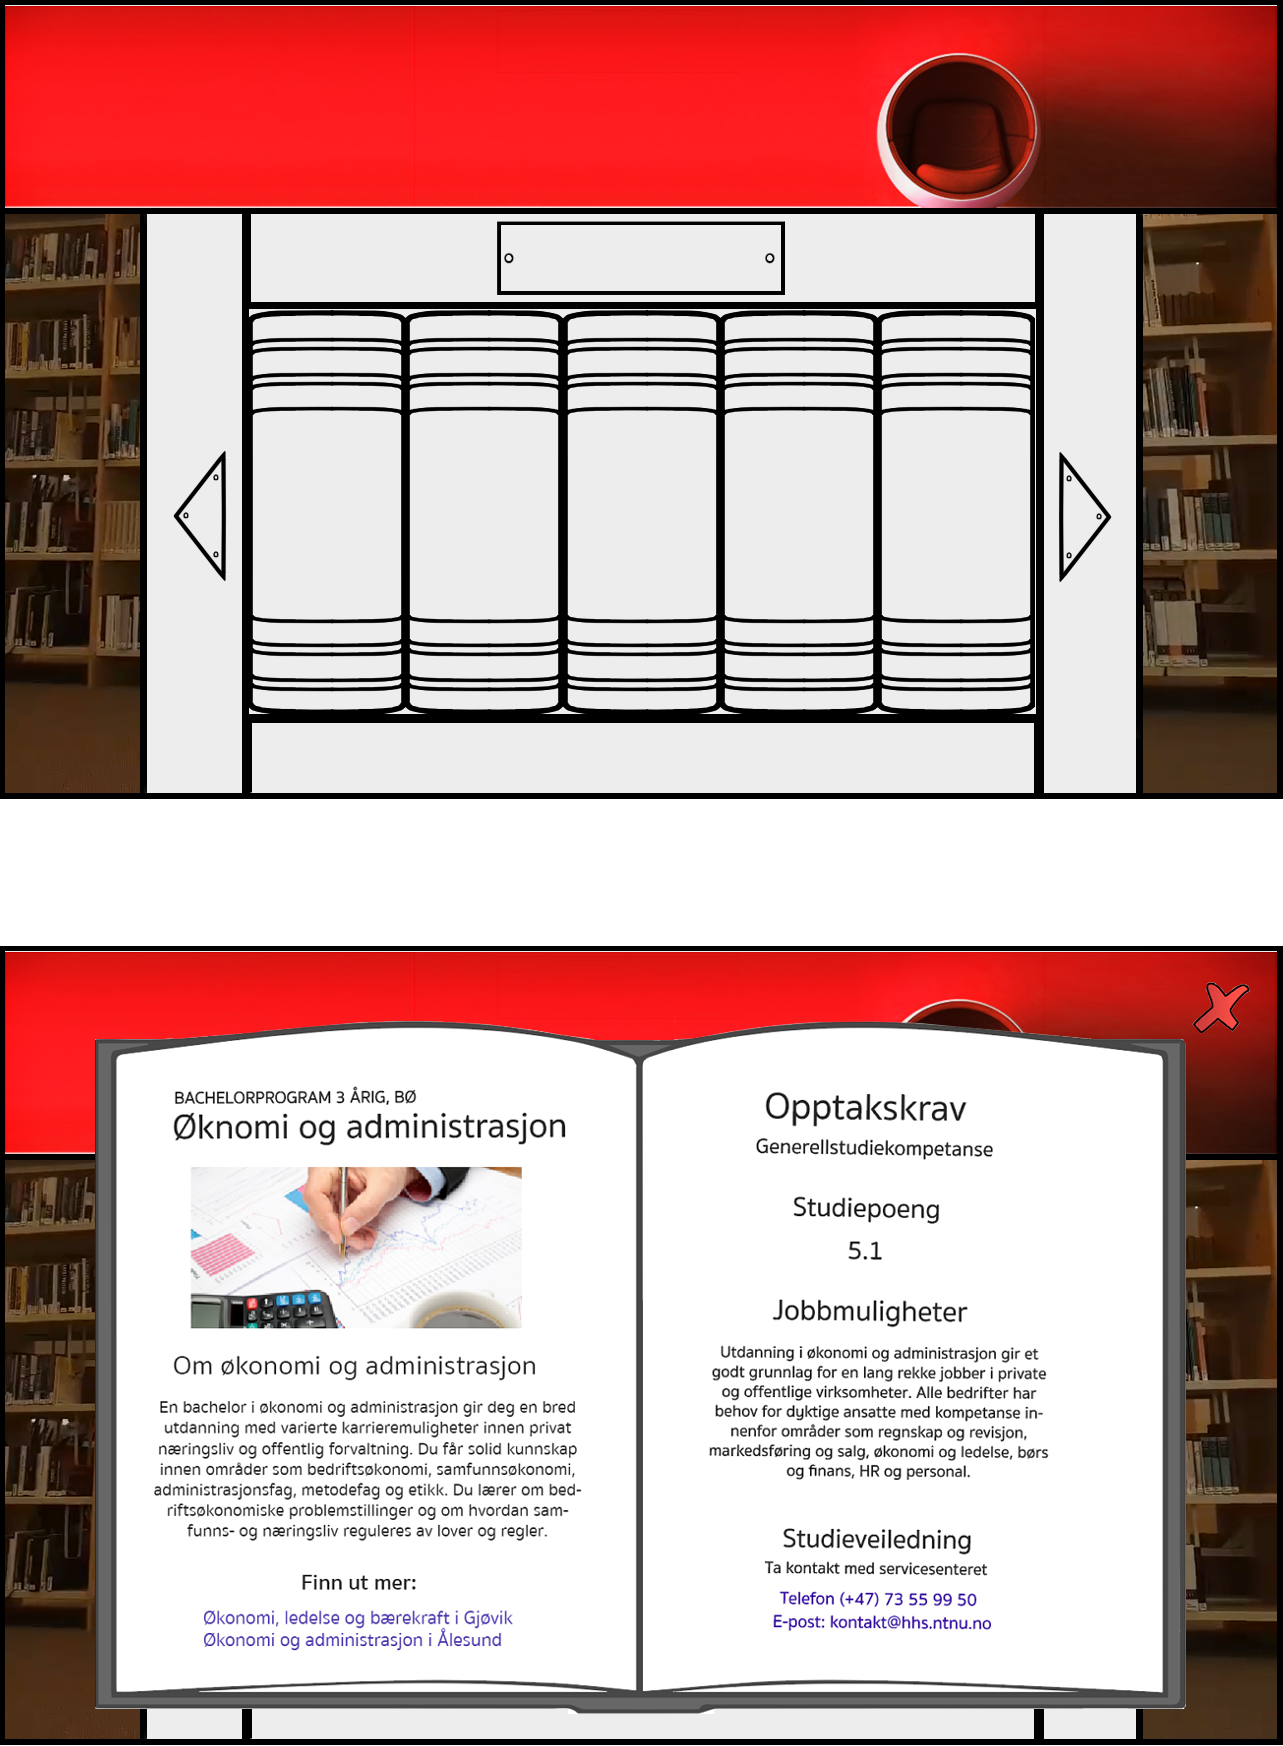 BACHELORPROGRAM 3 ÅRIG, BØ
Øknomi og administrasjon
Om økonomi og administrasjon
En bachelor i økonomi og administrasjon gir deg en bred
utdanning med varierte karrieremuligheter innen privat
næringsliv og offentlig forvaltning. Du får solid kunnskap
innen områder som bedriftsøkonomi, samfunnsøkonomi,
administrasjonsfag, metodefag og etikk. Du lærer om bed-
riftsøkonomiske problemstillinger og om hvordan sam-
funns- og næringsliv reguleres av lover og regler.
Finn ut mer:
Økonomi, ledelse og bærekraft i Gjøvik
Økonomi og administrasjon i Ålesund
Opptakskrav
Generellstudiekompetanse
Studiepoeng
5.1
Jobbmuligheter
Utdanning i økonomi og administrasjon gir et
godt grunnlag for en lang rekke jobber i private
og offentlige virksomheter. Alle bedrifter har
behov for dyktige ansatte med kompetanse in-
nenfor områder som regnskap og revisjon,
markedsføring og salg, økonomi og ledelse, børs
og finans, HR og personal.
Studieveiledning
Ta kontakt med servicesenteret
Telefon (+47) 73 55 99 50
E-post: kontakt@hhs.ntnu.no